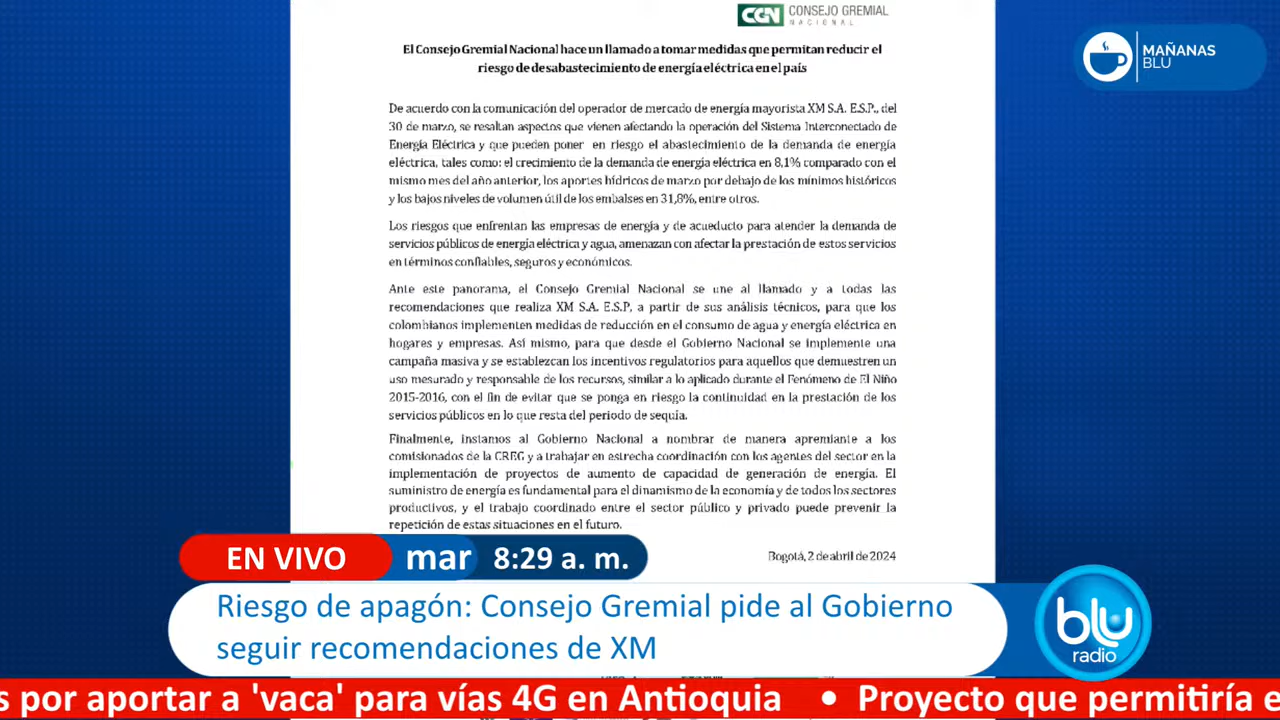 CGN CONSEJO GREMIAL
NACIONAL
El Consejo Gremial Nacional hace un llamado a tomar medidas que permitan reducir el
riesgo de desabastecimiento de energía eléctrica en el país
MAÑANAS
BLU
De acuerdo con la comunicación del operador de mercado de energía mayorista XM S.A. E.S.P., del
30 de marzo, se resaltan aspectos que vienen afectando la operación del Sistema Interconectado de
Energía Eléctrica y que pueden poner en riesgo el abastecimiento de la demanda de energía
eléctrica, tales como: el crecimiento de la demanda de energía eléctrica en 8,1% comparado con el
mismo mes del año anterior, los aportes hídricos de marzo por debajo de los mínimos históricos
y los bajos niveles de volumen útil de los embalses en 31,8%, entre otros.
Los riesgos que enfrentan las empresas de energía y de acueducto para atender la demanda de
servicios públicos de energía eléctrica y agua, amenazan con afectar la prestación de estos servicios
en términos confiables, seguros y económicos.
Ante este panorama, el Consejo Gremial Nacional se une al llamado y a todas las
recomendaciones que realiza XM S.A. E.S.P, a partir de sus análisis técnicos, para que los
colombianos implementen medidas de reducción en el consumo de agua y energía eléctrica en
hogares y empresas. Así mismo, para que desde el Gobierno Nacional se implemente una
campaña masiva y se establezcan los incentivos regulatorios para aquellos que demuestren un
uso mesurado y responsable de los recursos, similar a lo aplicado durante el Fenómeno de El Niño
2015-2016, con el fin de evitar que se ponga en riesgo la continuidad en la prestación de los
servicios públicos en lo que resta del periodo de sequía.
Finalmente, instamos al Gobierno Nacional a nombrar de manera apremiante a los
comisionados de la CREG y a trabajar en estrecha coordinación con los agentes del sector en la
implementación de proyectos de aumento de capacidad de generación de energía. El
suministro de energía es fundamental para el dinamismo de la economía y de todos los sectores
productivos, y el trabajo coordinado entre el sector público y privado puede prevenir la
repetición de estas situaciones en el futuro.
Bogotá, 2 de abril de 2024
EN VIVO mar 8:29 a. m.
Riesgo de apagón: Consejo Gremial pide al Gobierno
seguir recomendaciones de XM
blu
radio
s por aportar a 'vaca' para vías 4G en Antioquia • Proyecto que permitiría e